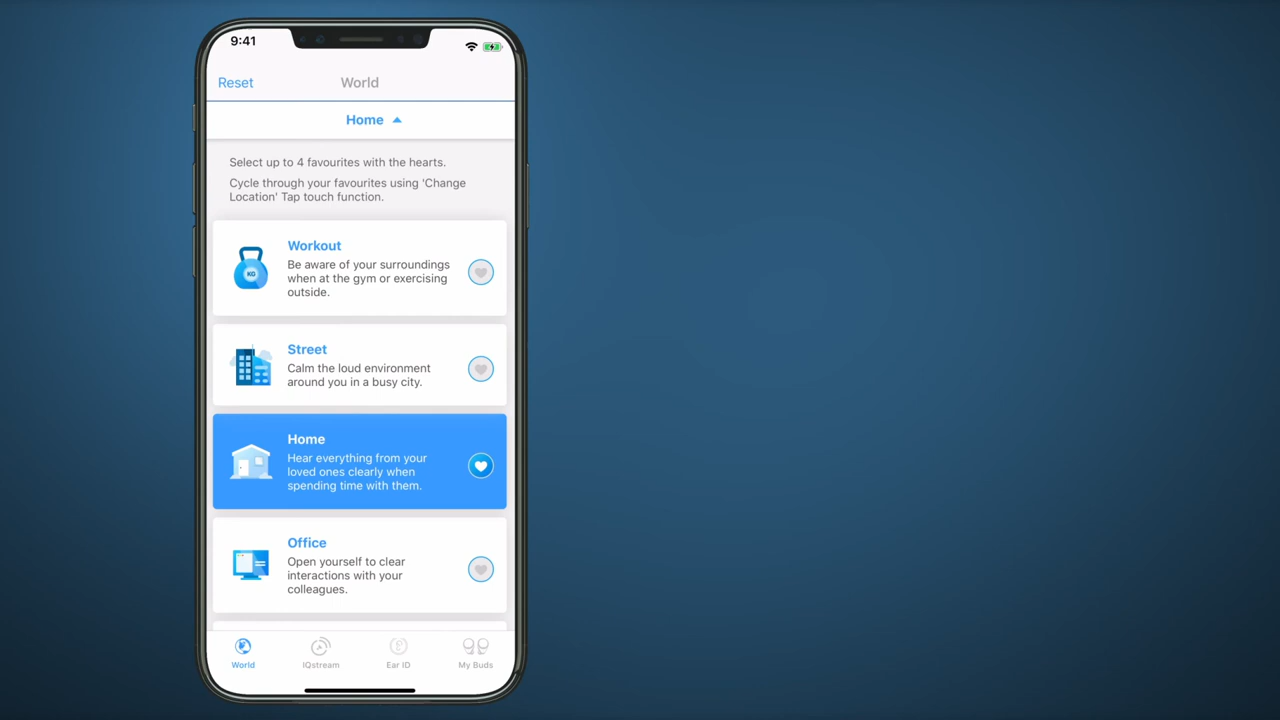 9:41
Reset
World
Home
Select up to 4 favourites with the hearts.
Cycle through your favourites using 'Change
Location' Tap touch function.
Workout
Be aware of your surroundings
when at the gym or exercising
outside.
KG
Street
Calm the loud environment
around you in a busy city.
Home
Hear everything from your
loved ones clearly when
spending time with them.
Office
Open yourself to clear
interactions with your
colleagues.
World
IQstream
Ear ID
My Buds